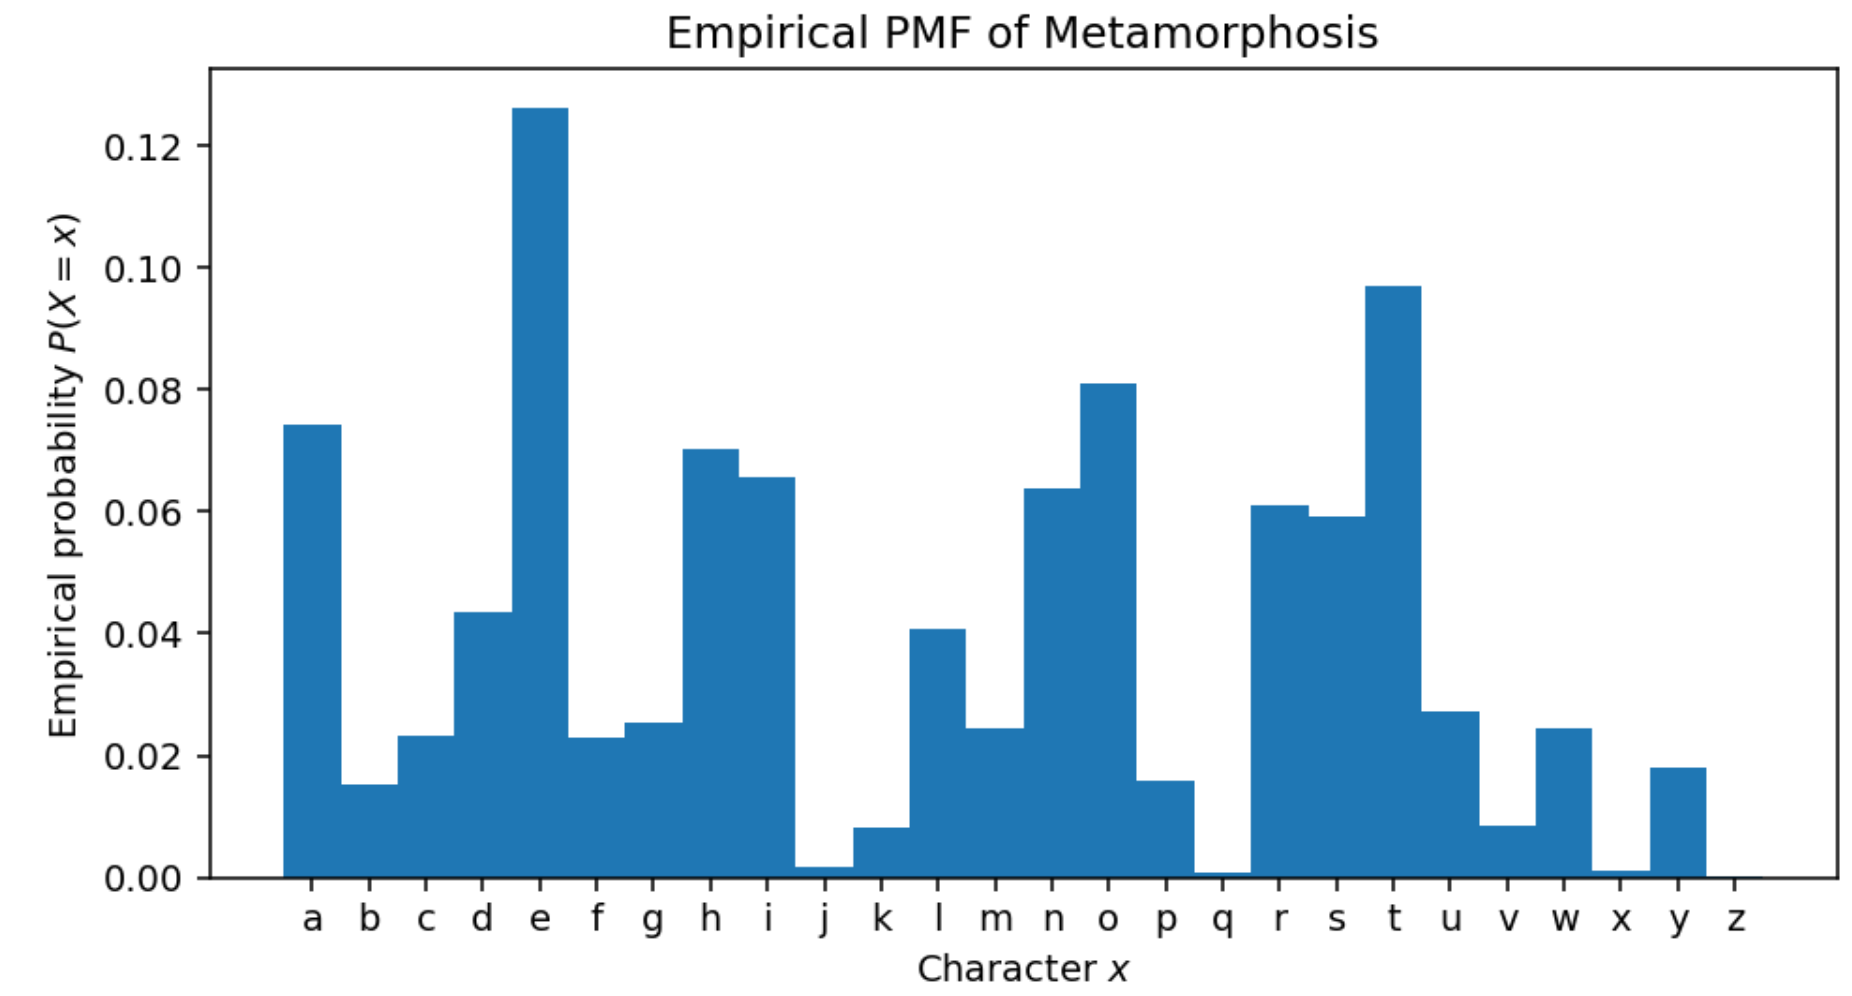 Empirical PMF of Metamorphosis
Empirical probability P(X = x)
0.12
0.10
0.08
0.06
0.04
0.02
0.00
a b c d e f g h i j k l m n o p q r s t u v w x y z
Character x